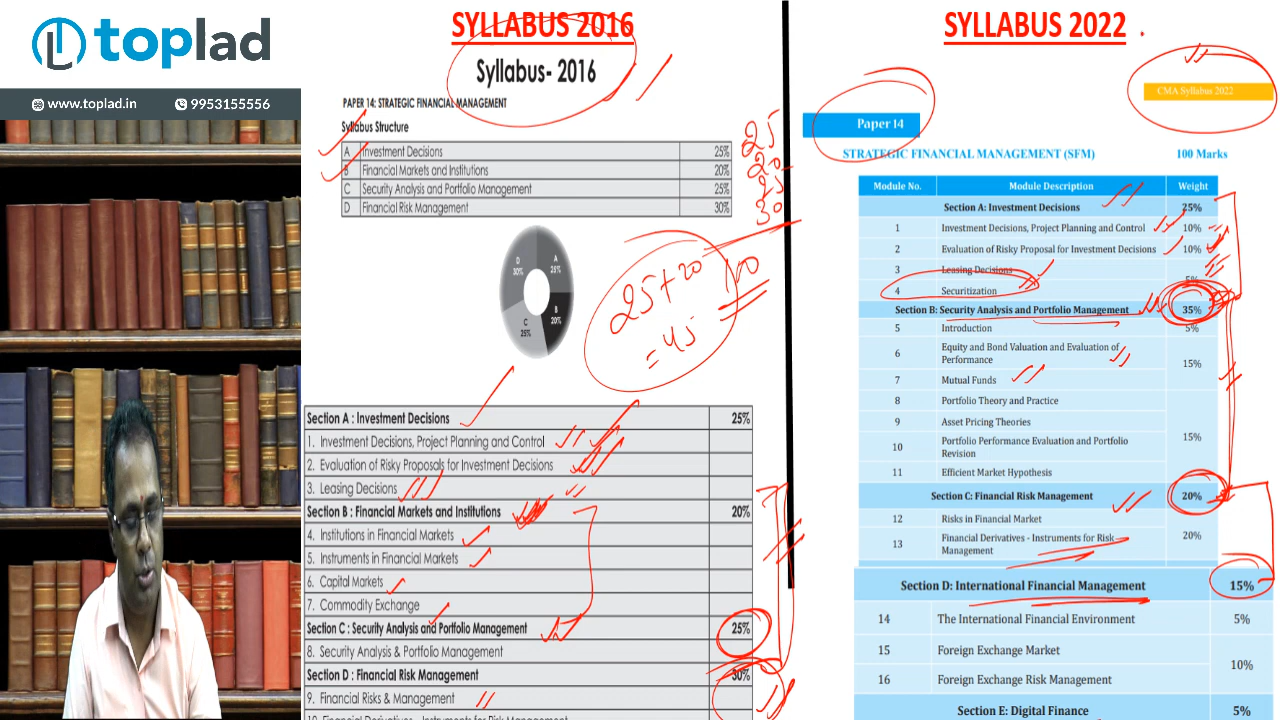 toplad
www.toplad.in 9953155556
SYLLABUS 2016
Syllabus- 2016
PAPER 14: STRATEGIC FINANCIAL MANAGEMENT
Syllabus Structure
A Investment Decisions 25%
B Financial Markets and Institutions 20%
C Security Analysis and Portfolio Management 25%
D Financial Risk Management 30%
25
20
25
30
100
D
30%
A
25%
B
20%
C
25%
25+20
=45
Section A : Investment Decisions 25%
1. Investment Decisions, Project Planning and Control
2. Evaluation of Risky Proposals for Investment Decisions
3. Leasing Decisions
Section B : Financial Markets and Institutions 20%
4. Institutions in Financial Markets
5. Instruments in Financial Markets
6. Capital Markets
7. Commodity Exchange
Section C : Security Analysis and Portfolio Management 25%
8. Security Analysis & Portfolio Management
Section D : Financial Risk Management 30%
9. Financial Risks & Management
10. Financial Derivatives - Instruments for Risk Management
SYLLABUS 2022
CMA Syllabus 2022
Paper 14
STRATEGIC FINANCIAL MANAGEMENT (SFM) 100 Marks
Module No. Module Description Weight
Section A: Investment Decisions 25%
1 Investment Decisions, Project Planning and Control 10%
2 Evaluation of Risky Proposal for Investment Decisions 10%
3 Leasing Decisions
5%
4 Securitization
Section B: Security Analysis and Portfolio Management 35%
5 Introduction 5%
6 Equity and Bond Valuation and Evaluation of
Performance
15%
7 Mutual Funds
8 Portfolio Theory and Practice
9 Asset Pricing Theories
15%
10 Portfolio Performance Evaluation and Portfolio
Revision
11 Efficient Market Hypothesis
Section C: Financial Risk Management 20%
12 Risks in Financial Market
20%
13 Financial Derivatives - Instruments for Risk
Management
Section D: International Financial Management 15%
14 The International Financial Environment 5%
15 Foreign Exchange Market
10%
16 Foreign Exchange Risk Management
Section E: Digital Finance 5%